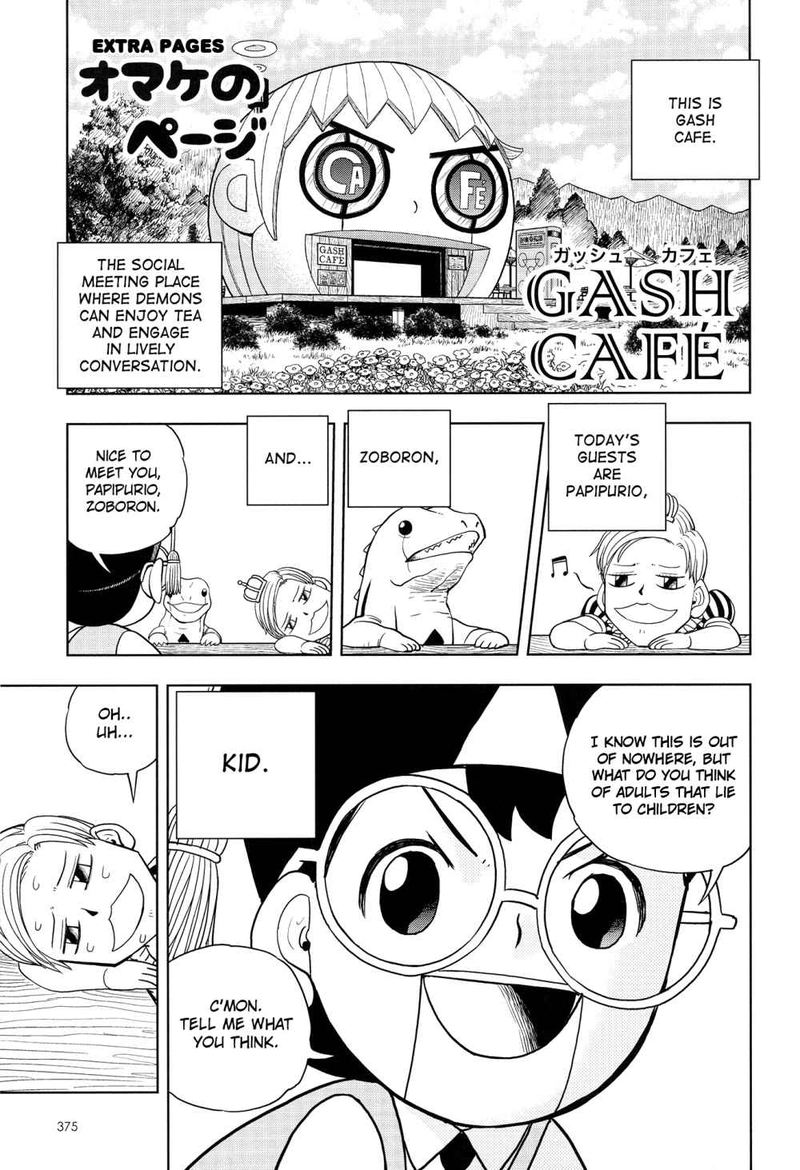 EXTRA PAGES
オマケの
ページ
THIS IS
GASH
CAFE.
CA
FE
GASH
CAFE
ガッシュ カフェ
GASH
CAFÉ
THE SOCIAL
MEETING PLACE
WHERE DEMONS
CAN ENJOY TEA
AND ENGAGE
IN LIVELY
CONVERSATION.
TODAY'S
GUESTS
ARE
PAPIPURIO,
ZOBORON,
AND...
NICE TO
MEET YOU,
PAPIPURIO,
ZOBORON.
KID.
I KNOW THIS IS OUT
OF NOWHERE, BUT
WHAT DO YOU THINK
OF ADULTS THAT LIE
TO CHILDREN?
C'MON.
TELL ME WHAT
YOU THINK.
OH..
UH...
375